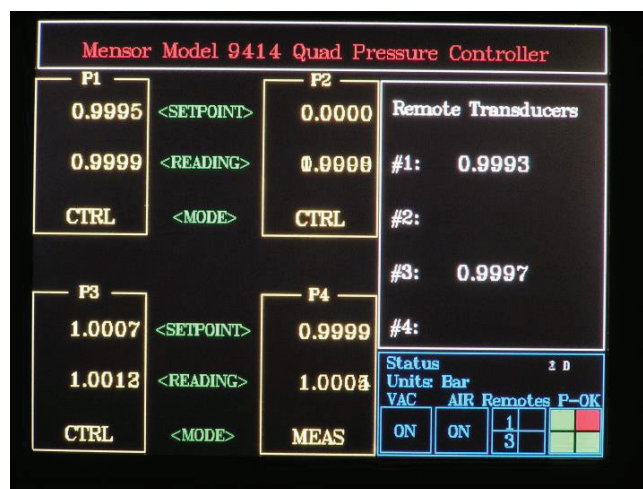 Mensor Model 9414 Quad Pressure Controller
P1
0.9995
0.9999
CTRL
<SETPOINT>
<READING>
<MODE>
P2
0.0000
CTRL
Remote Transducers
#1: 0.9993
#2:
#3: 0.9997
#4:
P3
1.0007
CTRL
<SETPOINT>
<READING>
<MODE>
P4
0.9999
MEAS
Status 2 D
Units: Bar
VAC AIR Remotes P-OK
ON ON 1
3